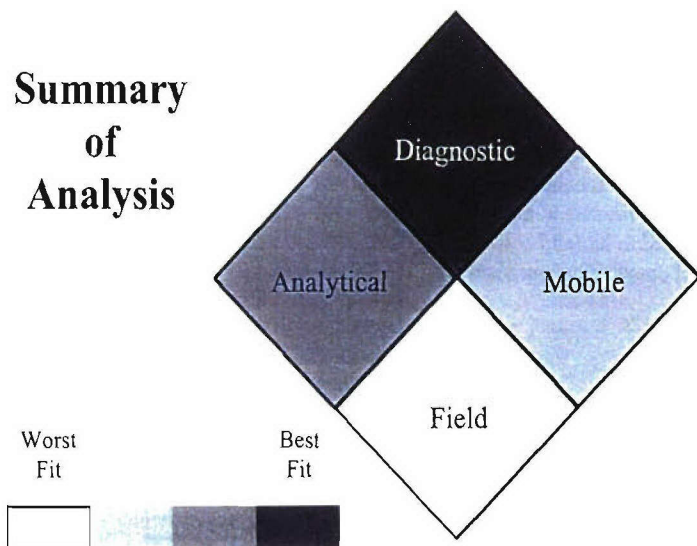 Summary
of
Analysis
Diagnostic
Analytical
Mobile
Field
Worst
Fit
Best
Fit